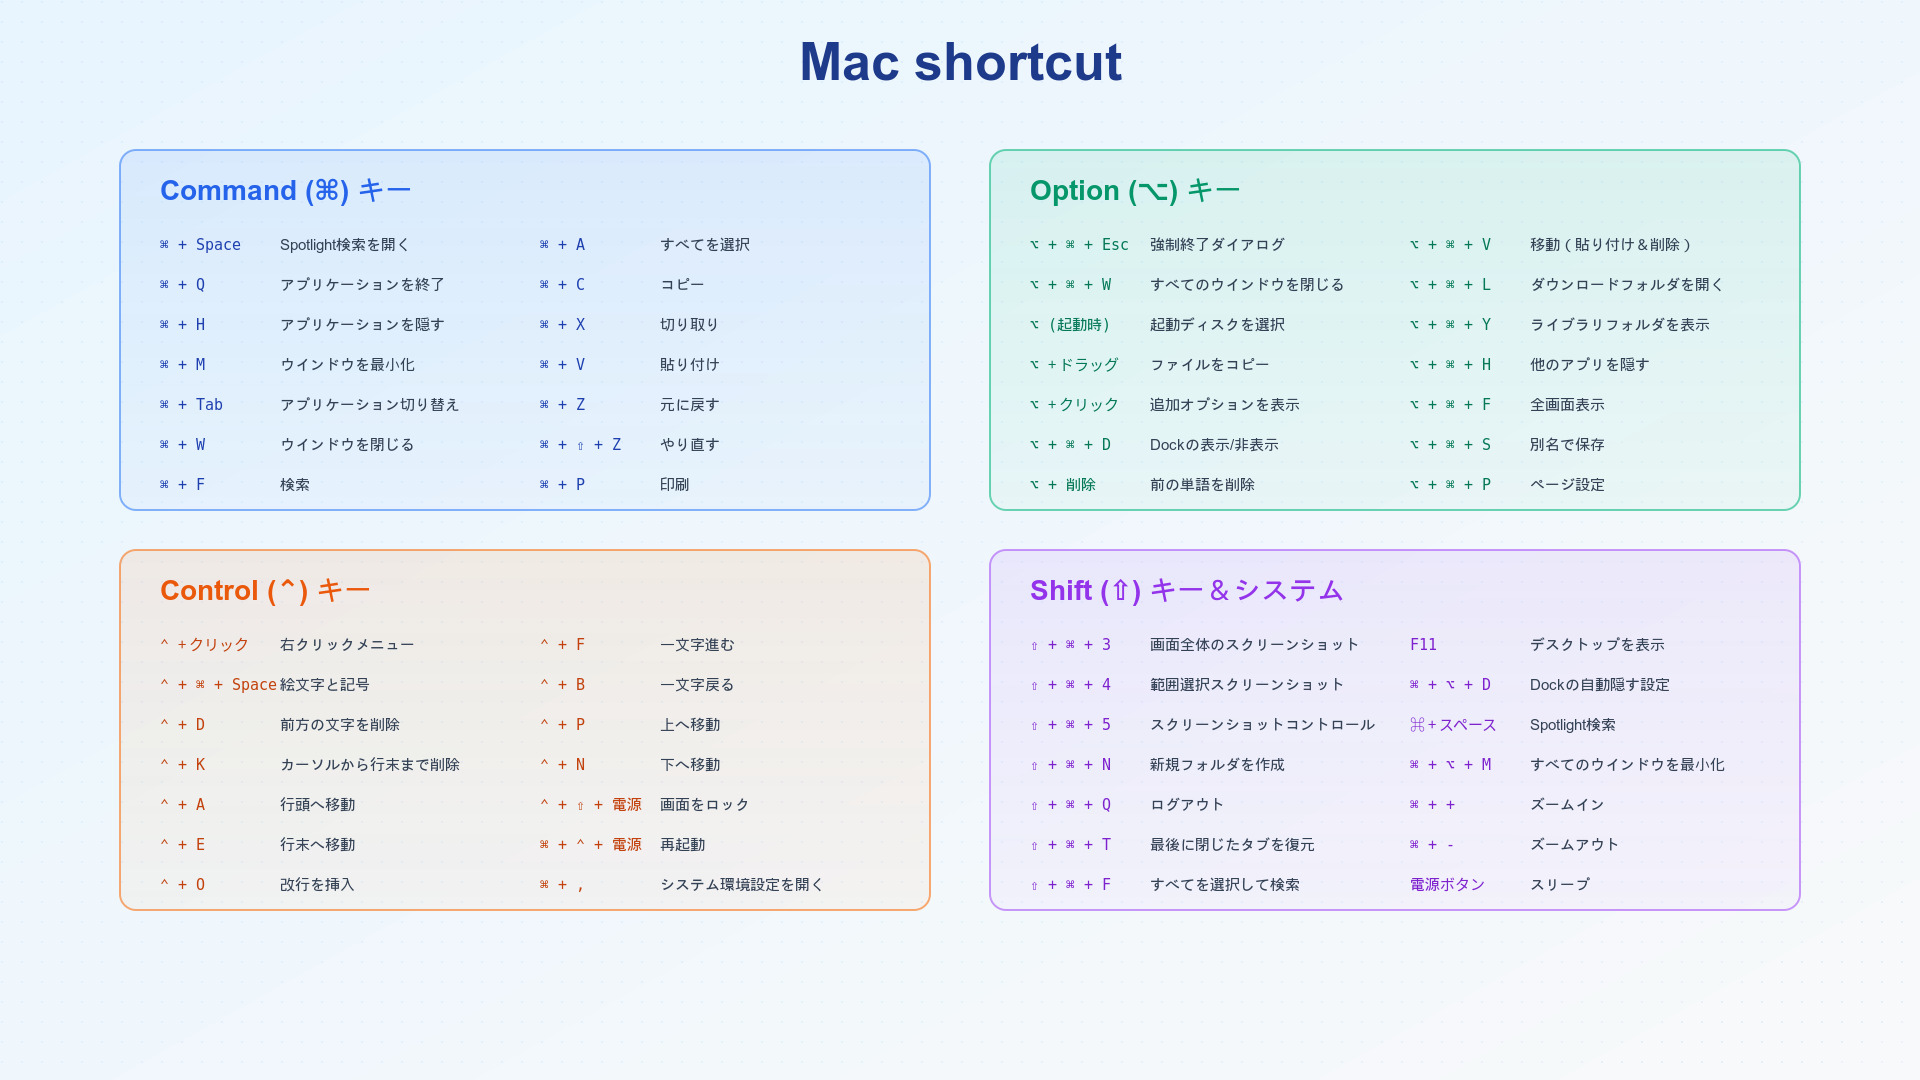 Mac shortcut
Command (⌘) キー
⌘ + Space Spotlight検索を開く ⌘ + A すべてを選択
⌘ + Q アプリケーションを終了 ⌘ + C コピー
⌘ + H アプリケーションを隠す ⌘ + X 切り取り
⌘ + M ウインドウを最小化 ⌘ + V 貼り付け
⌘ + Tab アプリケーション切り替え ⌘ + Z 元に戻す
⌘ + W ウインドウを閉じる ⌘ + ⇧ + Z やり直す
⌘ + F 検索 ⌘ + P 印刷
Option (⌥) キー
⌥ + ⌘ + Esc 強制終了ダイアログ ⌥ + ⌘ + V 移動（貼り付け＆削除）
⌥ + ⌘ + W すべてのウインドウを閉じる ⌥ + ⌘ + L ダウンロードフォルダを開く
⌥ (起動時) 起動ディスクを選択 ⌥ + ⌘ + Y ライブラリフォルダを表示
⌥ + ドラッグ ファイルをコピー ⌥ + ⌘ + H 他のアプリを隠す
⌥ + クリック 追加オプションを表示 ⌥ + ⌘ + F 全画面表示
⌥ + ⌘ + D Dockの表示/非表示 ⌥ + ⌘ + S 別名で保存
⌥ + 削除 前の単語を削除 ⌥ + ⌘ + P ページ設定
Control (⌃) キー
⌃ + クリック 右クリックメニュー ⌃ + F 一文字進む
⌃ + ⌘ + Space 絵文字と記号 ⌃ + B 一文字戻る
⌃ + D 前方の文字を削除 ⌃ + P 上へ移動
⌃ + K カーソルから行末まで削除 ⌃ + N 下へ移動
⌃ + A 行頭へ移動 ⌃ + ⇧ + 電源 画面をロック
⌃ + E 行末へ移動 ⌘ + ⌃ + 電源 再起動
⌃ + O 改行を挿入 ⌘ + , システム環境設定を開く
Shift (⇧) キー＆システム
⇧ + ⌘ + 3 画面全体のスクリーンショット F11 デスクトップを表示
⇧ + ⌘ + 4 範囲選択スクリーンショット ⌘ + ⌥ + D Dockの自動隠す設定
⇧ + ⌘ + 5 スクリーンショットコントロール ⌘ + スペース Spotlight検索
⇧ + ⌘ + N 新規フォルダを作成 ⌘ + ⌥ + M すべてのウインドウを最小化
⇧ + ⌘ + Q ログアウト ⌘ + + ズームイン
⇧ + ⌘ + T 最後に閉じたタブを復元 ⌘ + - ズームアウト
⇧ + ⌘ + F すべてを選択して検索 電源ボタン スリープ